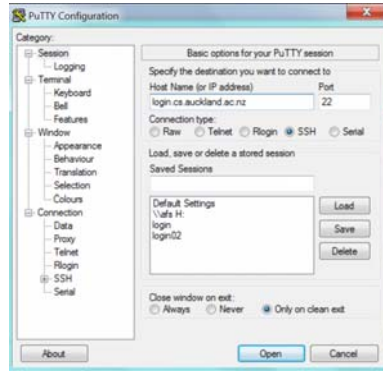 PuTTY Configuration
Category:
Session
Logging
Terminal
Keyboard
Bell
Features
Window
Appearance
Behaviour
Translation
Selection
Colours
Connection
Data
Proxy
Telnet
Rlogin
SSH
Serial
Basic options for your PuTTY session
Specify the destination you want to connect to
Host Name (or IP address) Port
login.cs.auckland.ac.nz 22
Connection type:
Raw Telnet Rlogin SSH Serial
Load, save or delete a stored session
Saved Sessions
Default Settings
\\afs H:
login
login02
Load
Save
Delete
Close window on exit:
Always Never Only on clean exit
About Open Cancel